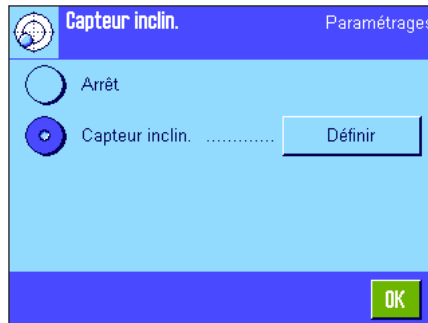 Capteur inclin. Paramétrages
Arrêt
Capteur inclin. ............. Définir
OK